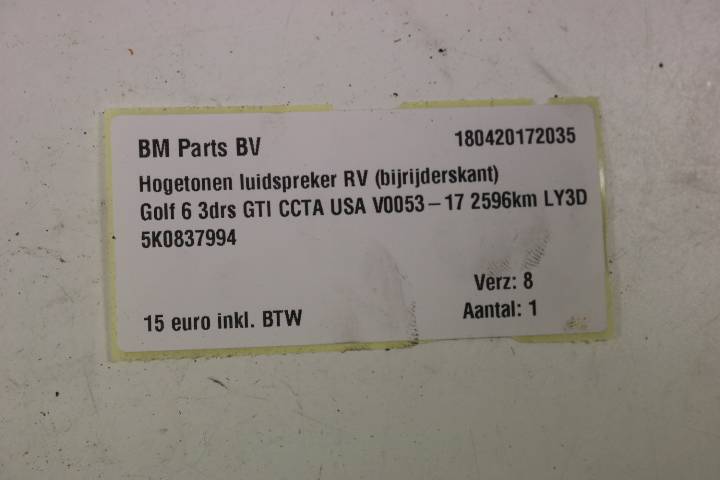 BM Parts BV 180420172035
Hogetonen luidspreker RV (bijrijderskant)
Golf 6 3drs GTI CCTA USA V0053-17 2596km LY3D
5K0837994
Verz: 8
15 euro inkl. BTW Aantal: 1